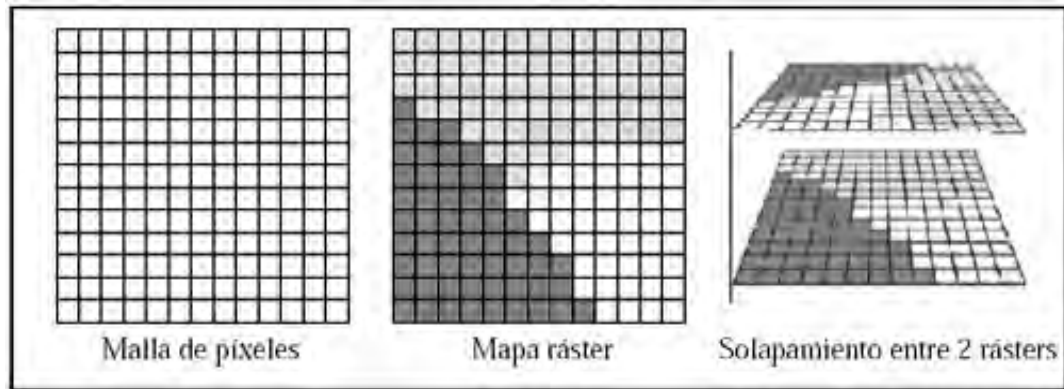 Malla de píxeles
Mapa ráster
Solapamiento entre 2 rásters